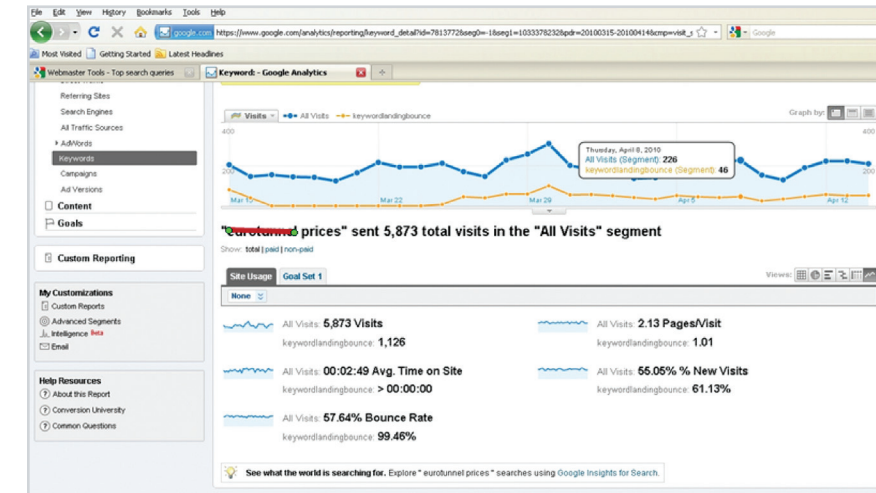 File Edit View History Bookmarks Tools Help
google.com https://www.google.com/analytics/reporting/keyword_detail?id=7813772&seg0=-1&seg1=1033378232&pdr=20100315-20100414&cmp=visit_s Google
Most Visited Getting Started Latest Headlines
Webmaster Tools - Top search queries Keyword: - Google Analytics
Referring Sites
Search Engines
All Traffic Sources
AdWords
Keywords
Campaigns
Ad Versions
Content
Goals
Custom Reporting
My Customizations
Custom Reports
Advanced Segments
Intelligence Beta
Email
Help Resources
About this Report
Conversion University
Common Questions
Visits All Visits keywordlandingbounce Graph by:
400 400
200 200
Thursday, April 8, 2010
All Visits (Segment): 226
keywordlandingbounce (Segment): 46
Mar 15 Mar 22 Mar 29 Apr 5 Apr 12
"eurotunnel prices" sent 5,873 total visits in the "All Visits" segment
Show: total | paid | non-paid
Site Usage Goal Set 1 Views:
None
All Visits: 5,873 Visits
keywordlandingbounce: 1,126
All Visits: 2.13 Pages/Visit
keywordlandingbounce: 1.01
All Visits: 00:02:49 Avg. Time on Site
keywordlandingbounce: > 00:00:00
All Visits: 55.05% % New Visits
keywordlandingbounce: 61.13%
All Visits: 57.64% Bounce Rate
keywordlandingbounce: 99.46%
See what the world is searching for. Explore " eurotunnel prices " searches using Google Insights for Search.